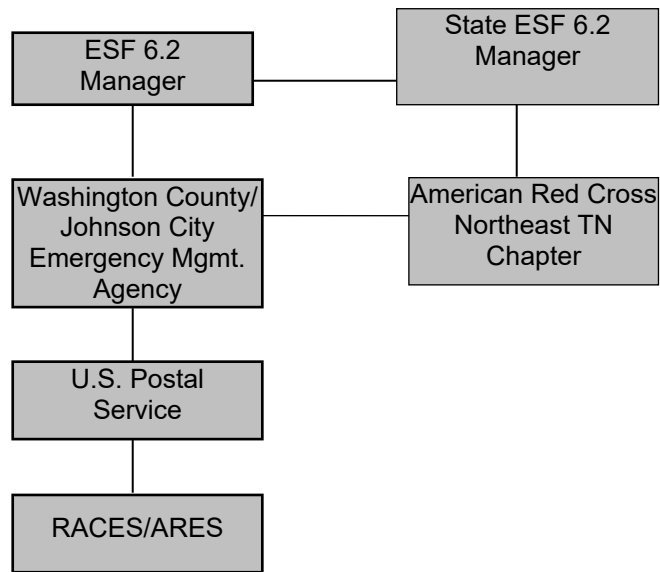 ESF 6.2
Manager
State ESF 6.2
Manager
Washington County/
Johnson City
Emergency Mgmt.
Agency
American Red Cross
Northeast TN
Chapter
U.S. Postal
Service
RACES/ARES